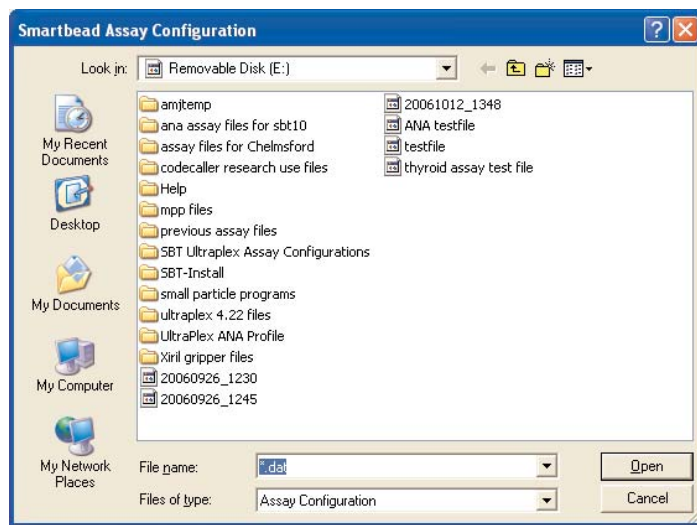 Smartbead Assay Configuration
Look in:
Removable Disk (E:)
My Recent Documents
Desktop
My Documents
My Computer
My Network Places
amjtemp
ana assay files for sbt10
assay files for Chelmsford
codecaller research use files
Help
mpp files
previous assay files
SBT Ultraplex Assay Configurations
SBT-Install
small particle programs
ultraplex 4.22 files
UltraPlex ANA Profile
Xiril gripper files
20060926_1230
20060926_1245
20061012_1348
ANA testfile
testfile
thyroid assay test file
File name:
*.dat
Open
Files of type:
Assay Configuration
Cancel